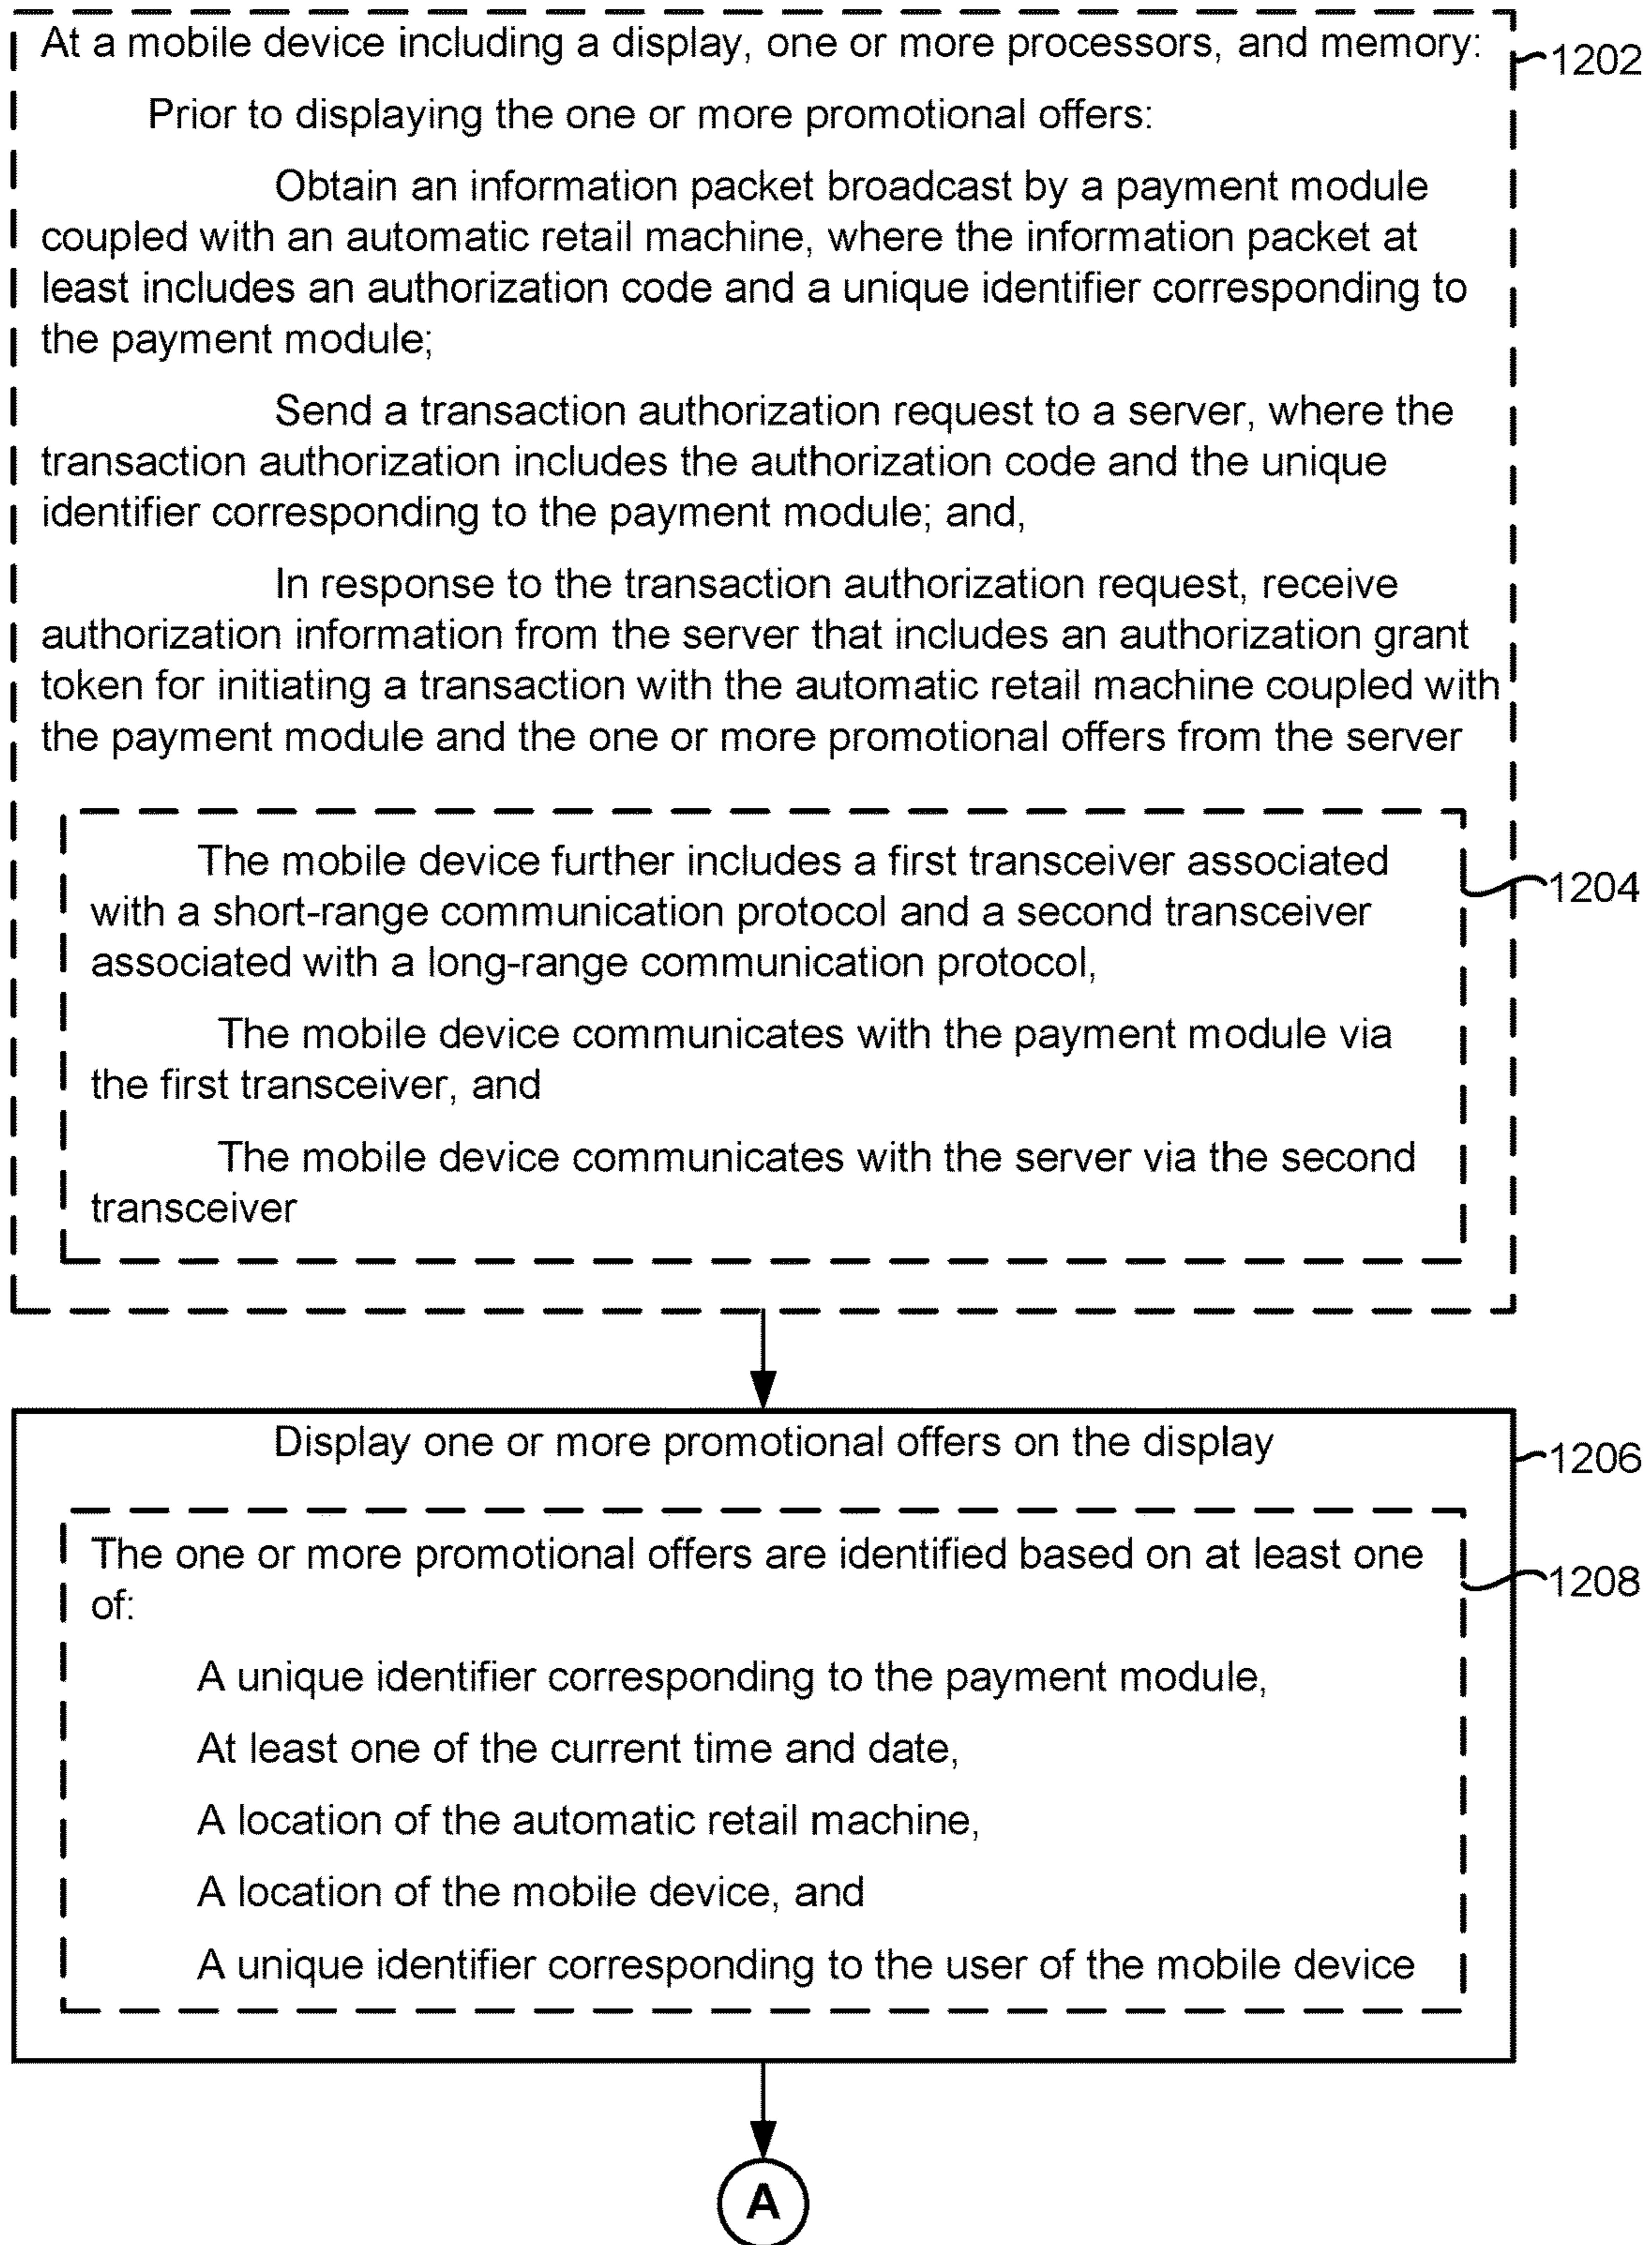 At a mobile device including a display, one or more processors, and memory:
1202
Prior to displaying the one or more promotional offers:
Obtain an information packet broadcast by a payment module
coupled with an automatic retail machine, where the information packet at
least includes an authorization code and a unique identifier corresponding to
the payment module;
Send a transaction authorization request to a server, where the
transaction authorization includes the authorization code and the unique
identifier corresponding to the payment module; and,
In response to the transaction authorization request, receive
authorization information from the server that includes an authorization grant
token for initiating a transaction with the automatic retail machine coupled with
the payment module and the one or more promotional offers from the server
The mobile device further includes a first transceiver associated
1204
with a short-range communication protocol and a second transceiver
associated with a long-range communication protocol,
The mobile device communicates with the payment module via
the first transceiver, and
The mobile device communicates with the server via the second
transceiver
Display one or more promotional offers on the display
1206
The one or more promotional offers are identified based on at least one
1208
of:
A unique identifier corresponding to the payment module,
At least one of the current time and date,
A location of the automatic retail machine,
A location of the mobile device, and
A unique identifier corresponding to the user of the mobile device
A